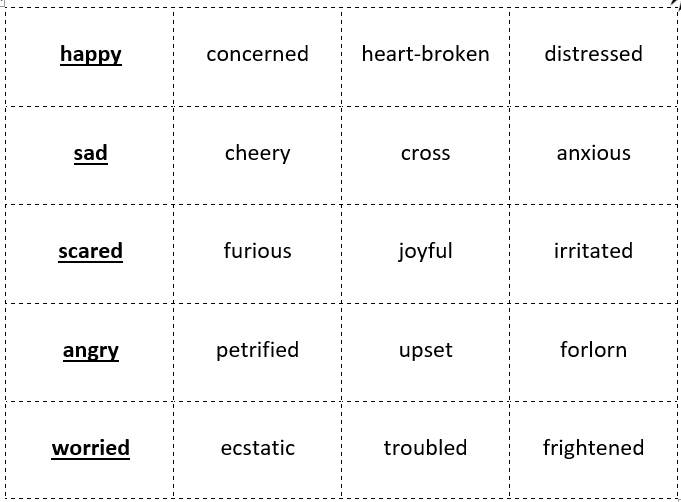 happy concerned heart-broken distressed
sad cheery cross anxious
scared furious joyful irritated
angry petrified upset forlorn
worried ecstatic troubled frightened